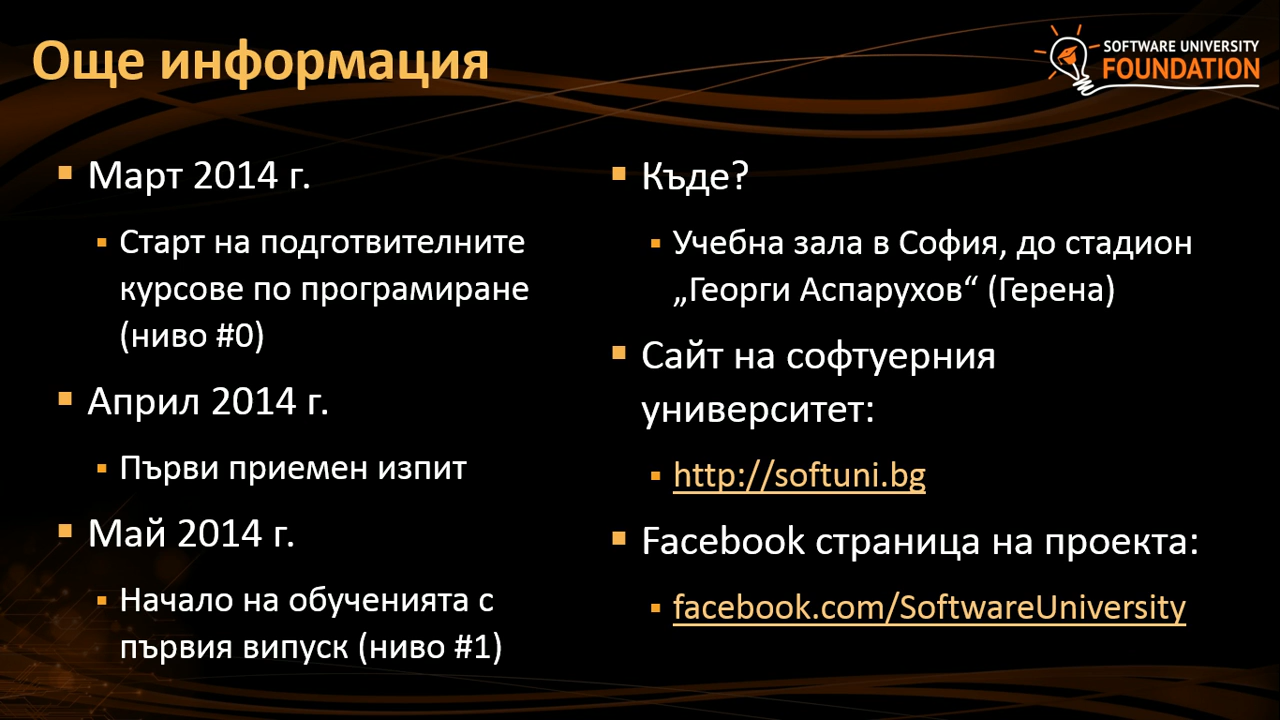 Още информация
SOFTWARE UNIVERSITY
FOUNDATION
Март 2014 г.
Старт на подготвителните
курсове по програмиране
(ниво #0)
Април 2014 г.
Първи приемен изпит
Май 2014 г.
Начало на обученията с
първия випуск (ниво #1)
Къде?
Учебна зала в София, до стадион
„Георги Аспарухов“ (Герена)
Сайт на софтуерния
университет:
http://softuni.bg
Facebook страница на проекта:
facebook.com/SoftwareUniversity